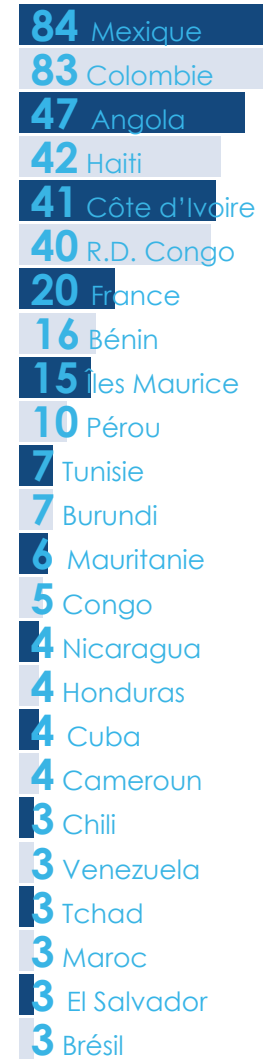 84 Mexique
83 Colombie
47 Angola
42 Haiti
41 Côte d'Ivoire
40 R.D. Congo
20 France
16 Bénin
15 Îles Maurice
10 Pérou
7 Tunisie
7 Burundi
6 Mauritanie
5 Congo
4 Nicaragua
4 Honduras
4 Cuba
4 Cameroun
3 Chili
3 Venezuela
3 Tchad
3 Maroc
3 El Salvador
3 Brésil